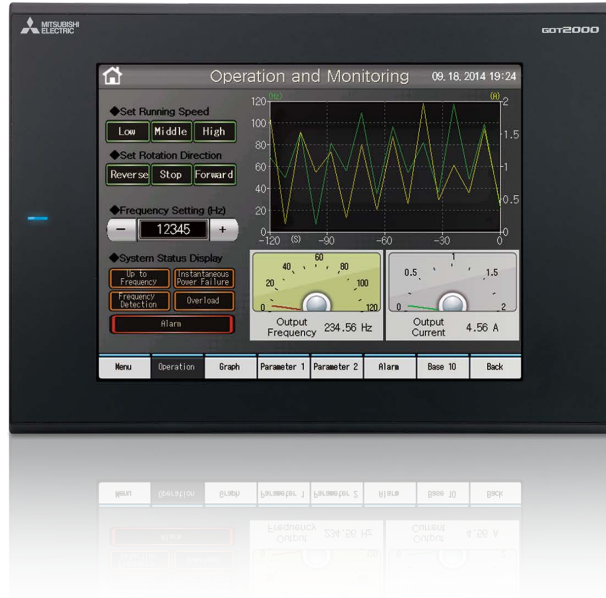 MITSUBISHI
ELECTRIC
GOT2000
Operation and Monitoring 09. 18. 2014 19:24
◆Set Running Speed
Low Middle High
◆Set Rotation Direction
Reverse Stop Forward
◆Frequency Setting (Hz)
− 12345 +
◆System Status Display
Up to
Frequency
Instantaneous
Power Failure
Frequency
Detection
Overload
Alarm
(Hz)
(A)
120
100
80
60
40
20
0
2
1.5
1
0.5
0
-120 (S) -90 -60 -30 0
0 20 40 60 80 100 120
Output
Frequency 234.56 Hz
0 0.5 1 1.5 2
Output
Current 4.56 A
Menu Operation Graph Parameter 1 Parameter 2 Alarm Base 10 Back